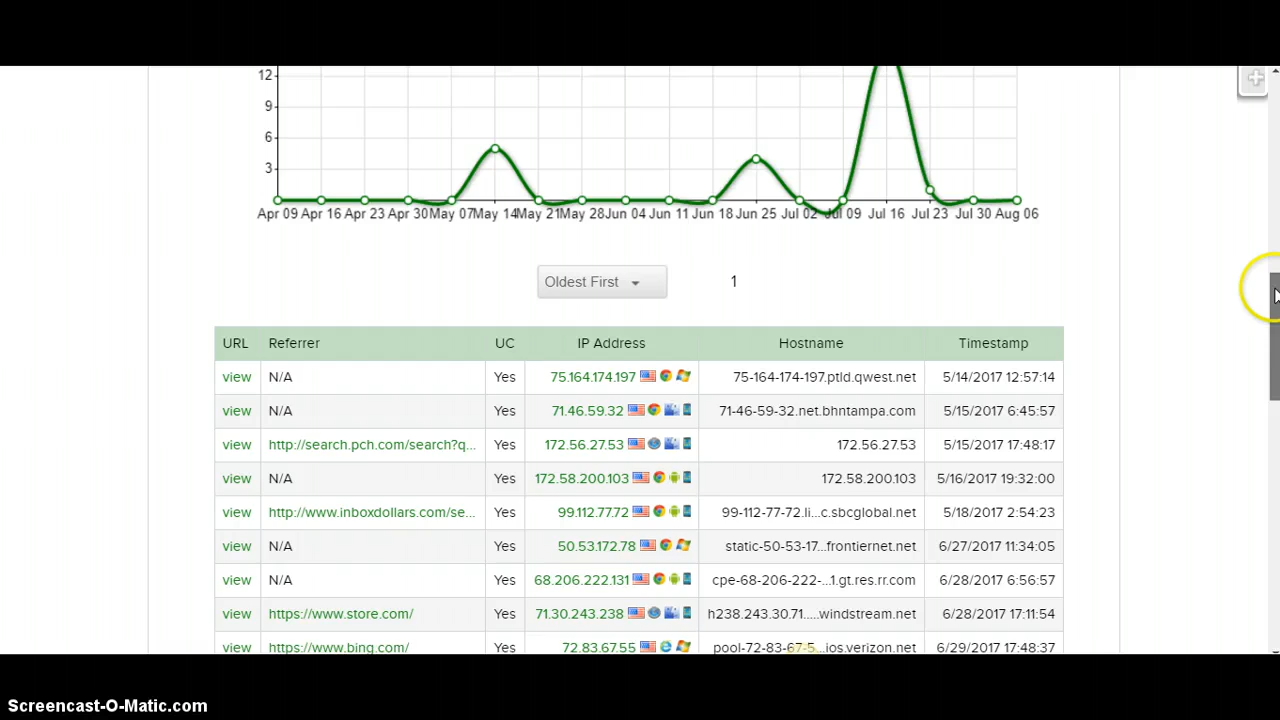 12
9
6
3
Apr 09 Apr 16 Apr 23 Apr 30 May 07 May 14 May 21 May 28 Jun 04 Jun 11 Jun 18 Jun 25 Jul 02 Jul 09 Jul 16 Jul 23 Jul 30 Aug 06
Oldest First 1
URL Referrer UC IP Address Hostname Timestamp
view N/A Yes 75.164.174.197 75-164-174-197.ptld.qwest.net 5/14/2017 12:57:14
view N/A Yes 71.46.59.32 71-46-59-32.net.bhntampa.com 5/15/2017 6:45:57
view http://search.pch.com/search?q... Yes 172.56.27.53 172.56.27.53 5/15/2017 17:48:17
view N/A Yes 172.58.200.103 172.58.200.103 5/16/2017 19:32:00
view http://www.inboxdollars.com/se... Yes 99.112.77.72 99-112-77-72.li...c.sbcglobal.net 5/18/2017 2:54:23
view N/A Yes 50.53.172.78 static-50-53-17...frontiernet.net 6/27/2017 11:34:05
view N/A Yes 68.206.222.131 cpe-68-206-222-...1.gt.res.rr.com 6/28/2017 6:56:57
view https://www.store.com/ Yes 71.30.243.238 h238.243.30.71.....windstream.net 6/28/2017 17:11:54
view https://www.bing.com/ Yes 72.83.67.55 pool-72-83-67-5...ios.verizon.net 6/29/2017 17:48:37
Screencast-O-Matic.com